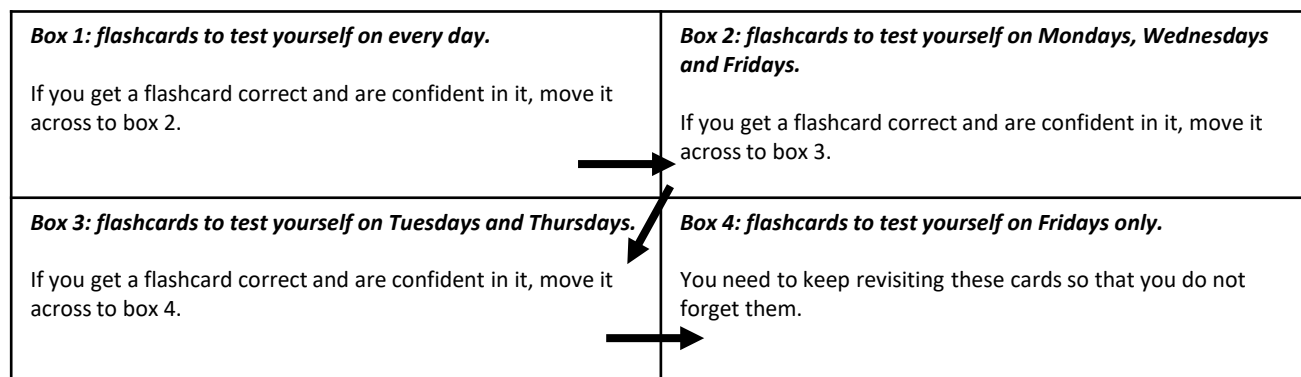 Box 1: flashcards to test yourself on every day.
If you get a flashcard correct and are confident in it, move it
across to box 2.
Box 2: flashcards to test yourself on Mondays, Wednesdays
and Fridays.
If you get a flashcard correct and are confident in it, move it
across to box 3.
Box 3: flashcards to test yourself on Tuesdays and Thursdays.
If you get a flashcard correct and are confident in it, move it
across to box 4.
Box 4: flashcards to test yourself on Fridays only.
You need to keep revisiting these cards so that you do not
forget them.